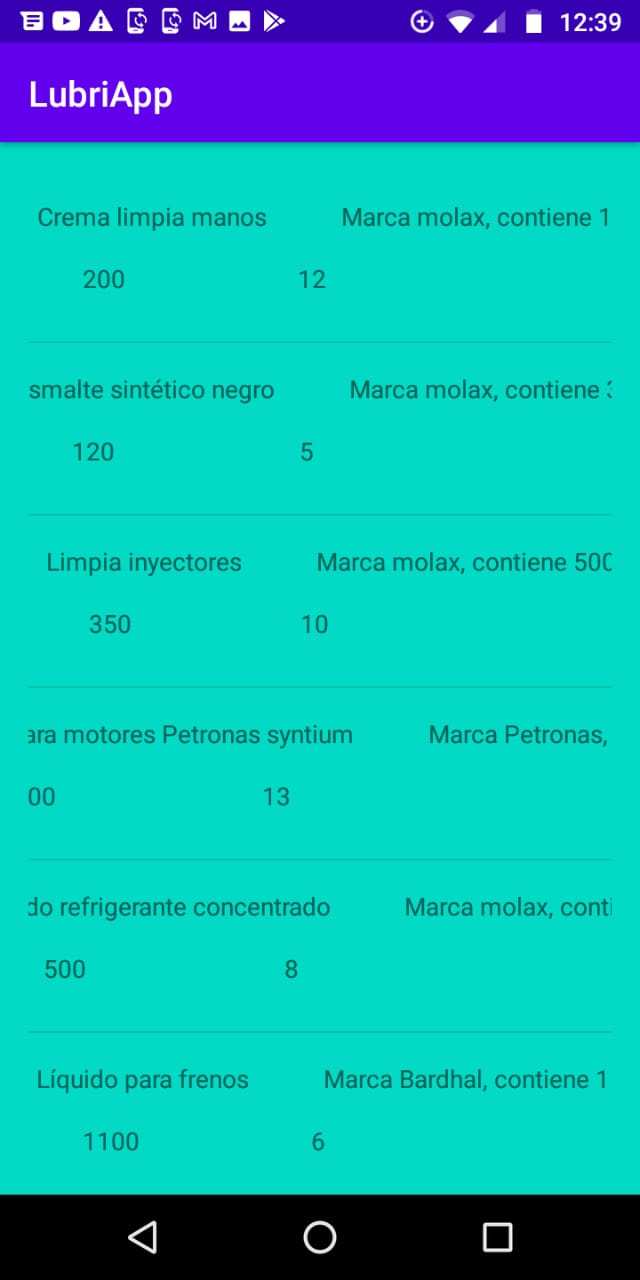 12:39
LubriApp
Crema limpia manos Marca molax, contiene 1
200 12
smalte sintético negro Marca molax, contiene
120 5
Limpia inyectores Marca molax, contiene 500
350 10
ara motores Petronas syntium Marca Petronas,
00 13
do refrigerante concentrado Marca molax, conti
500 8
Líquido para frenos Marca Bardhal, contiene 1
1100 6